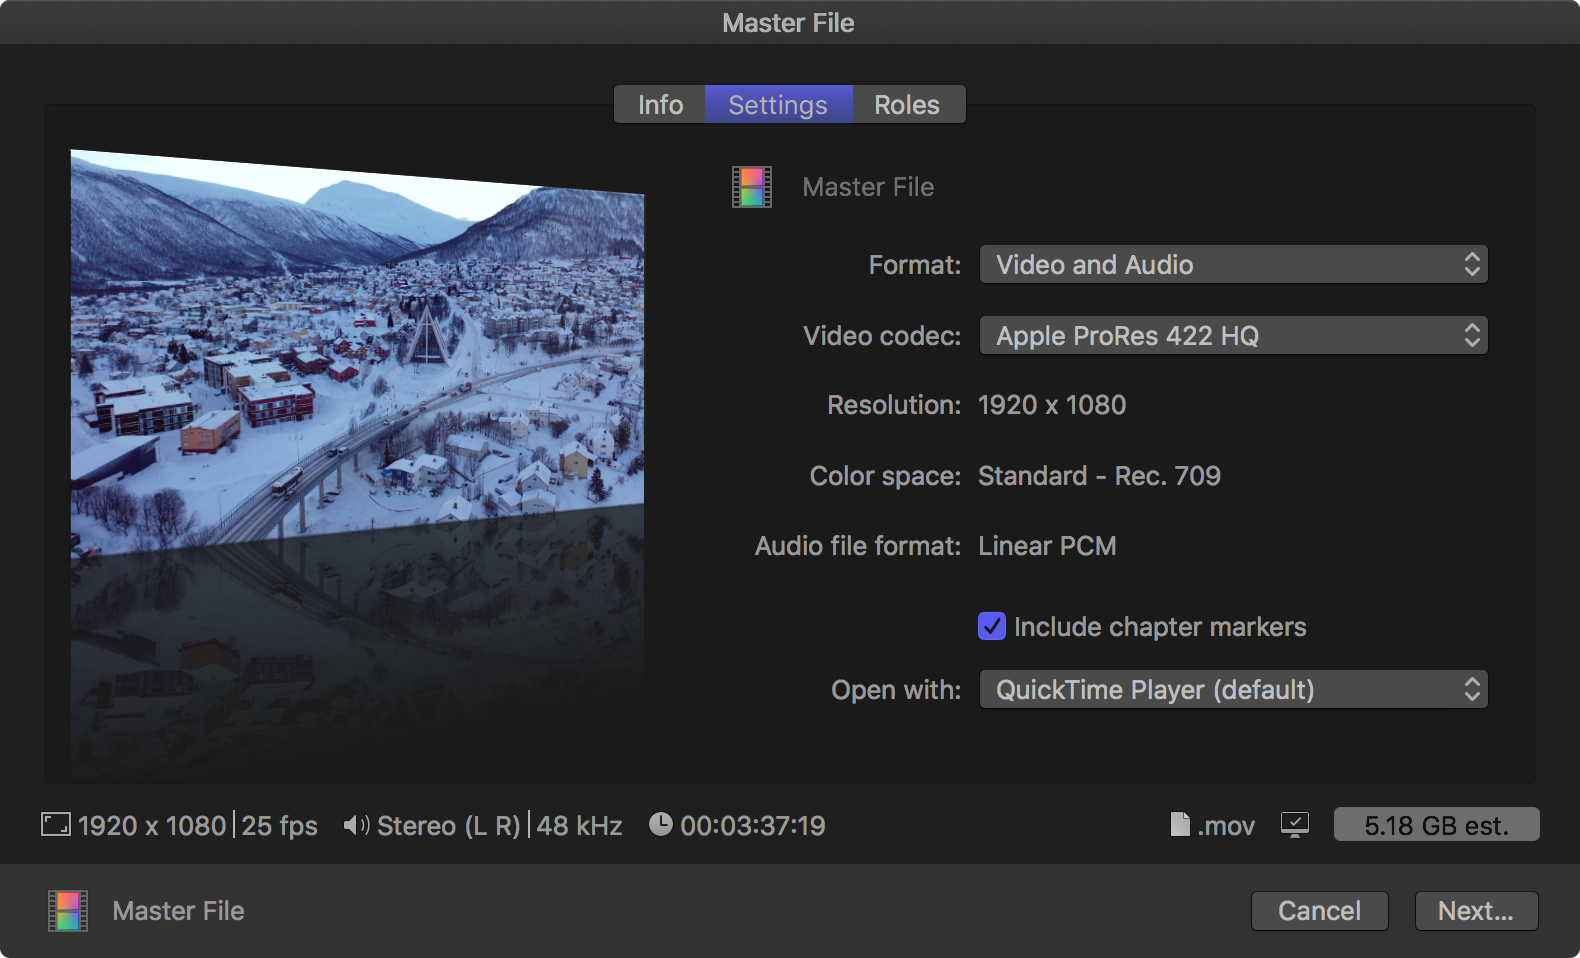 Master File
Info Settings Roles
Master File
Format: Video and Audio
Video codec: Apple ProRes 422 HQ
Resolution: 1920 x 1080
Color space: Standard - Rec. 709
Audio file format: Linear PCM
Include chapter markers
Open with: QuickTime Player (default)
1920 x 1080 | 25 fps Stereo (L R) | 48 kHz 00:03:37:19 .mov 5.18 GB est.
Master File Cancel Next...